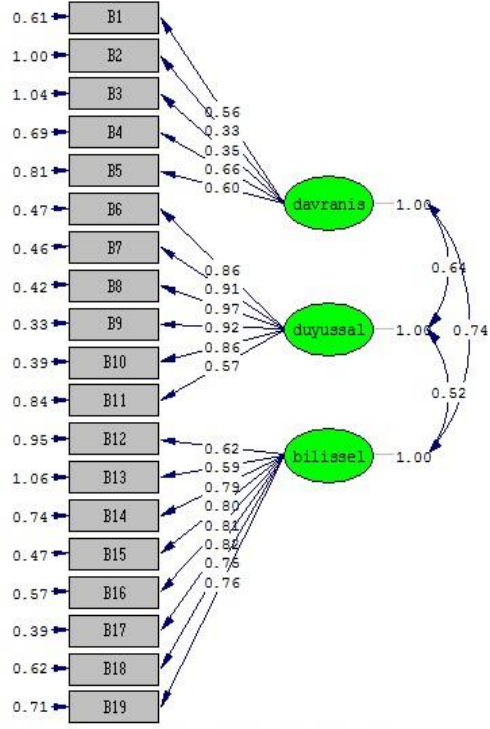 0.61 B1
1.00 B2
1.04 B3
0.69 B4
0.81 B5
0.47 B6
0.46 B7
0.42 B8
0.33 B9
0.39 B10
0.84 B11
0.95 B12
1.06 B13
0.74 B14
0.47 B15
0.57 B16
0.39 B17
0.62 B18
0.71 B19
0.56
0.33
0.35
0.66
0.60
0.86
0.91
0.97
0.92
0.86
0.57
0.62
0.59
0.79
0.80
0.81
0.82
0.75
0.76
davranis 1.00
duyussal 1.00
bilissel 1.00
0.64
0.74
0.52